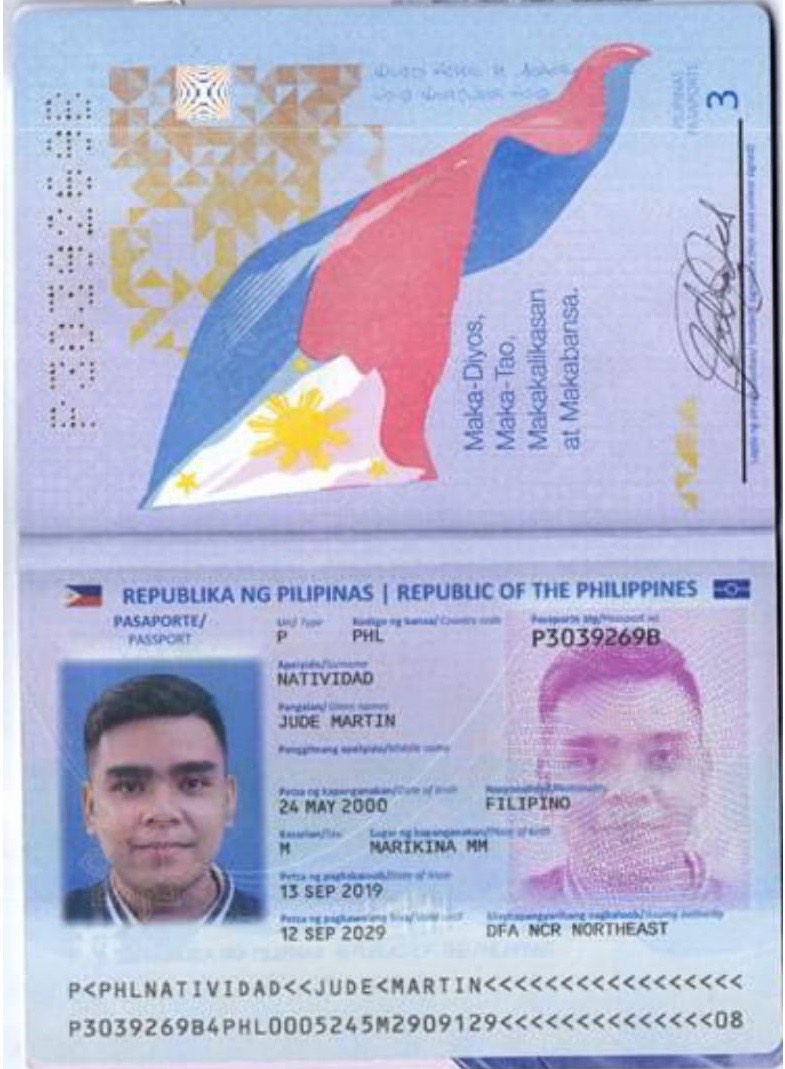 P3039269B
PILIPINAS
PASAPORTE
3
Maka-Diyos,
Maka-Tao,
Makakalikasan
at Makabansa.
REPUBLIKA NG PILIPINAS | REPUBLIC OF THE PHILIPPINES
PASAPORTE/
PASSPORT
Uri/ Type
Kodigo ng bansa/ Country code
Pasaporte blg/Passport no.
P
PHL
P3039269B
Apelyido/Surname
NATIVIDAD
Pangalan/ Given names
JUDE MARTIN
Panggitnang apelyido/Middle name
Petsa ng kapanganakan/Date of birth
Nasyonalidad/Nationality
24 MAY 2000
FILIPINO
Kasarian/Sex
Lugar ng kapanganakan/Place of birth
M
MARIKINA MM
Petsa ng pagkakaloob/Date of issue
13 SEP 2019
Petsa ng pagkawalang bisa/Valid until
Maykapangyarihang nagkaloob/Issuing authority
12 SEP 2029
DFA NCR NORTHEAST
P<PHLNATIVIDAD<<JUDE<MARTIN<<<<<<<<<<<<<<<<<
P3039269B4PHL0005245M2909129<<<<<<<<<<<<<<08